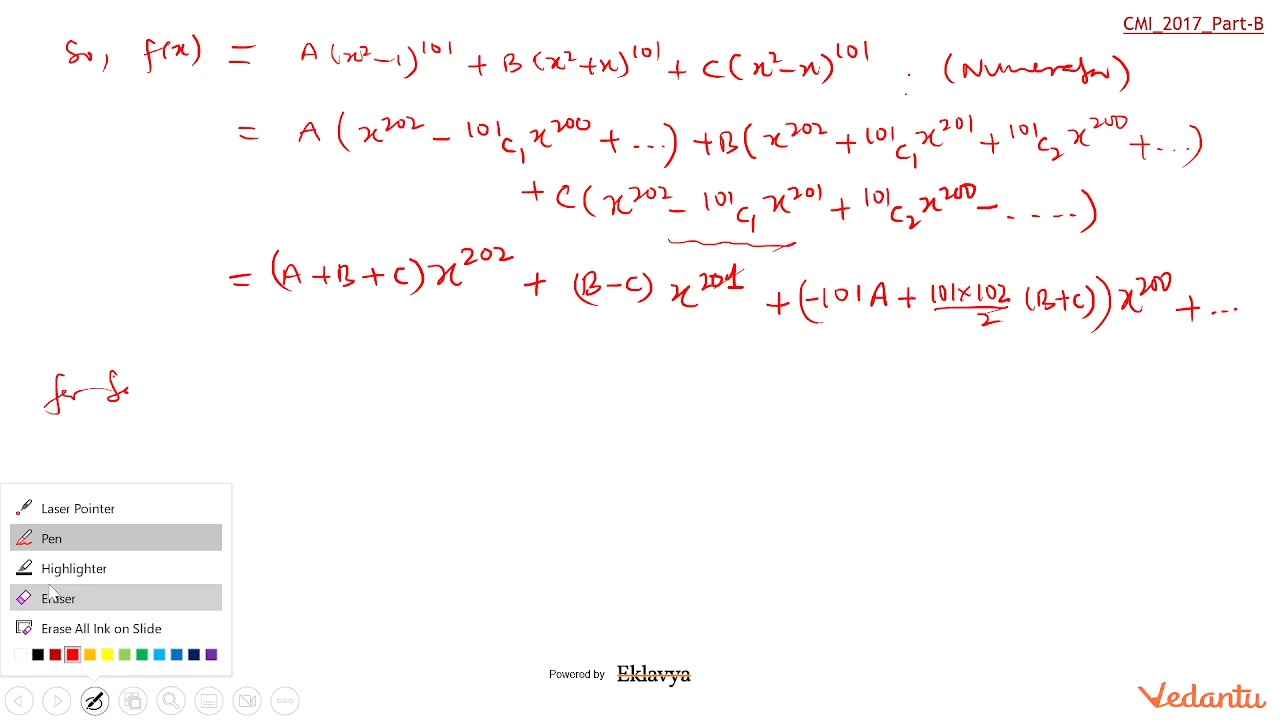 CMI_2017_Part-B
So, f(x) = A(x²-1)¹⁰¹ + B(x²+x)¹⁰¹ + C(x²-x)¹⁰¹ : (Numerator)
= A(x²⁰² - ¹⁰¹C₁x²⁰⁰ + ...) + B(x²⁰² + ¹⁰¹C₁x²⁰¹ + ¹⁰¹C₂x²⁰⁰ + ...)
+ C(x²⁰² - ¹⁰¹C₁x²⁰¹ + ¹⁰¹C₂x²⁰⁰ - .....)
= (A+B+C)x²⁰² + (B-C) x²⁰¹ + (-101A + 101×102/2 (B+C))x²⁰⁰ + ...
for
Laser Pointer
Pen
Highlighter
Eraser
Erase All Ink on Slide
Powered by Eklavya
Vedantu